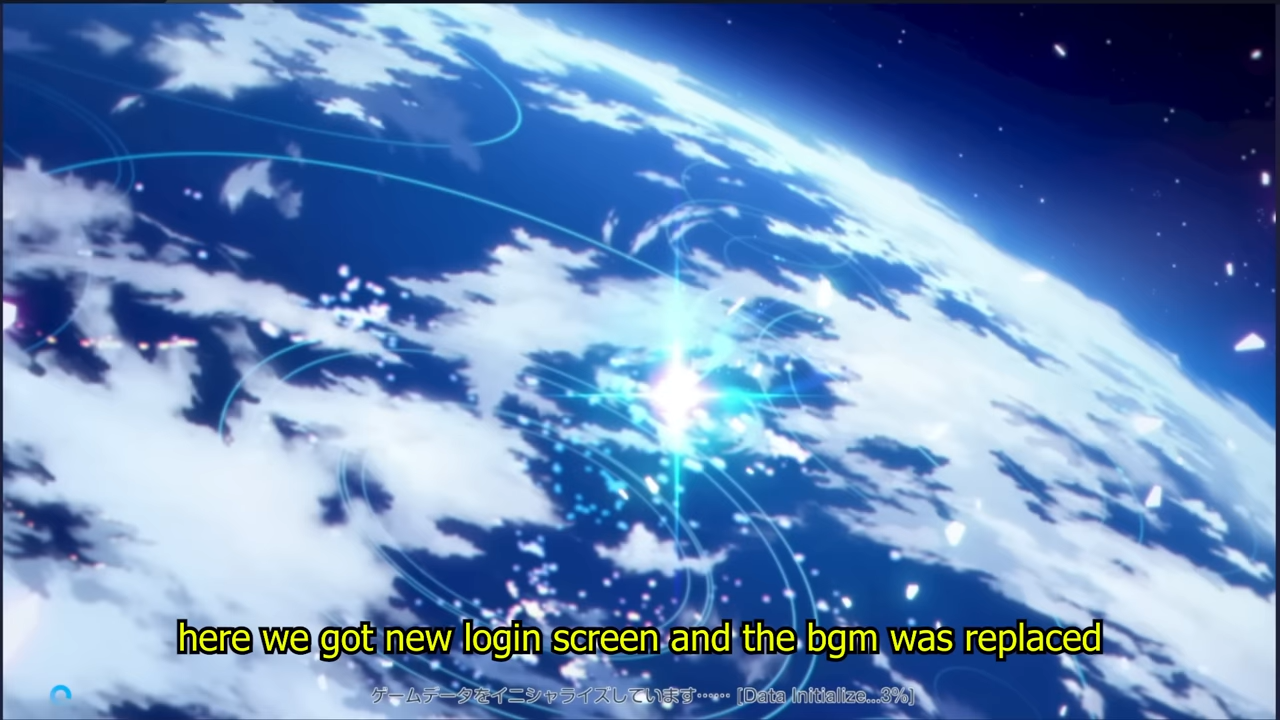 here we got new login screen and the bgm was replaced
ゲームデータをイニシャライズしています…… [Data Initialize...3%]